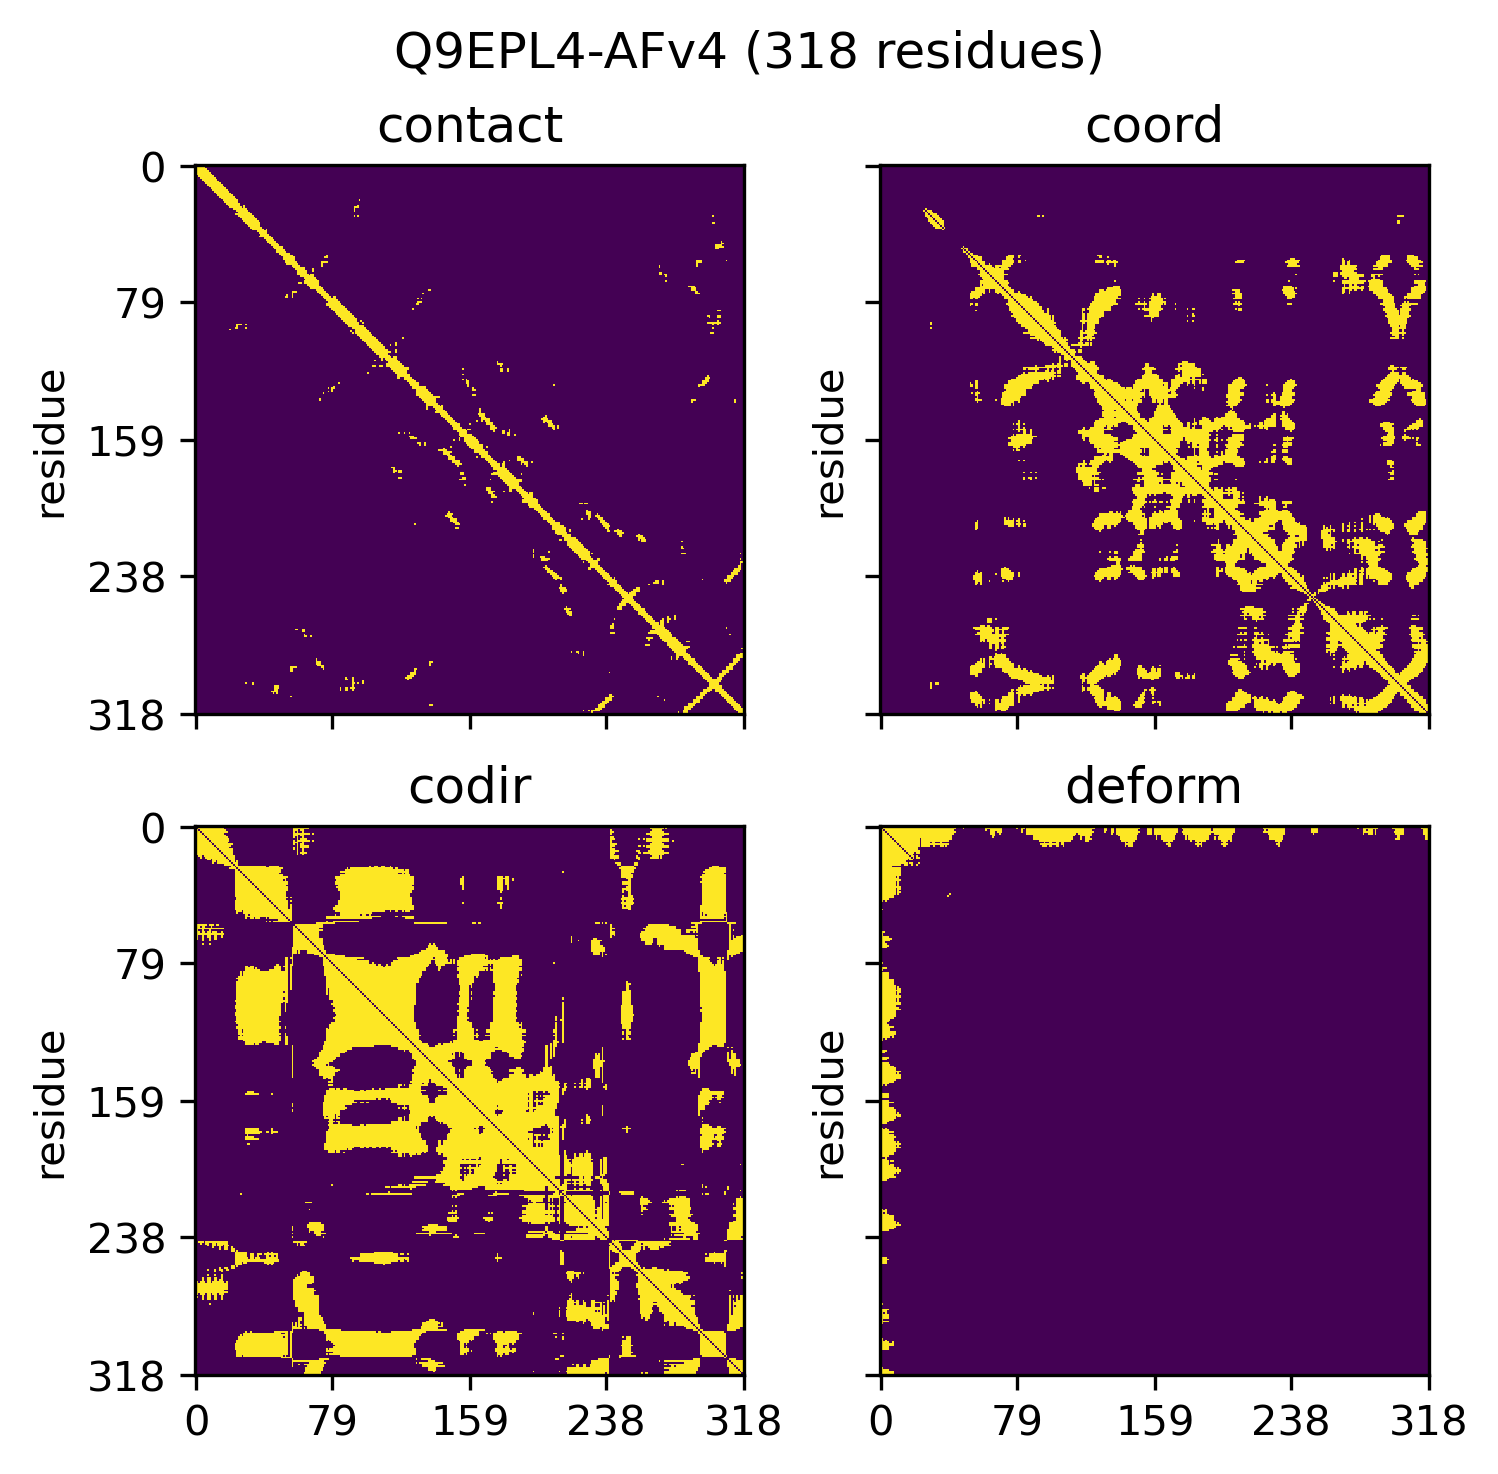 Q9EPL4-AFv4 (318 residues)
contact
coord
0
79
159
238
318
residue
residue
codir
deform
0
79
159
238
318
residue
residue
0 79 159 238 318
0 79 159 238 318